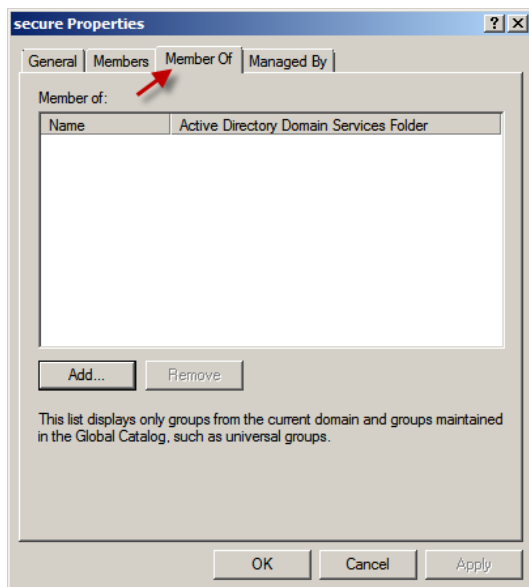 secure Properties
General Members Member Of Managed By
Member of:
Name Active Directory Domain Services Folder
Add... Remove
This list displays only groups from the current domain and groups maintained
in the Global Catalog, such as universal groups.
OK Cancel Apply